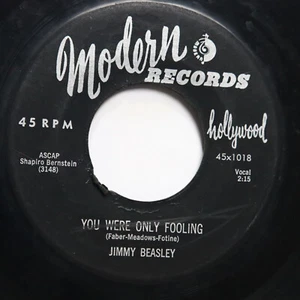 Modern
RECORDS
45 RPM
hollywood
ASCAP
Shapiro Bernstein
(3148)
45x1018
Vocal
2:15
YOU WERE ONLY FOOLING
(Faber-Meadows-Fotine)
JIMMY BEASLEY